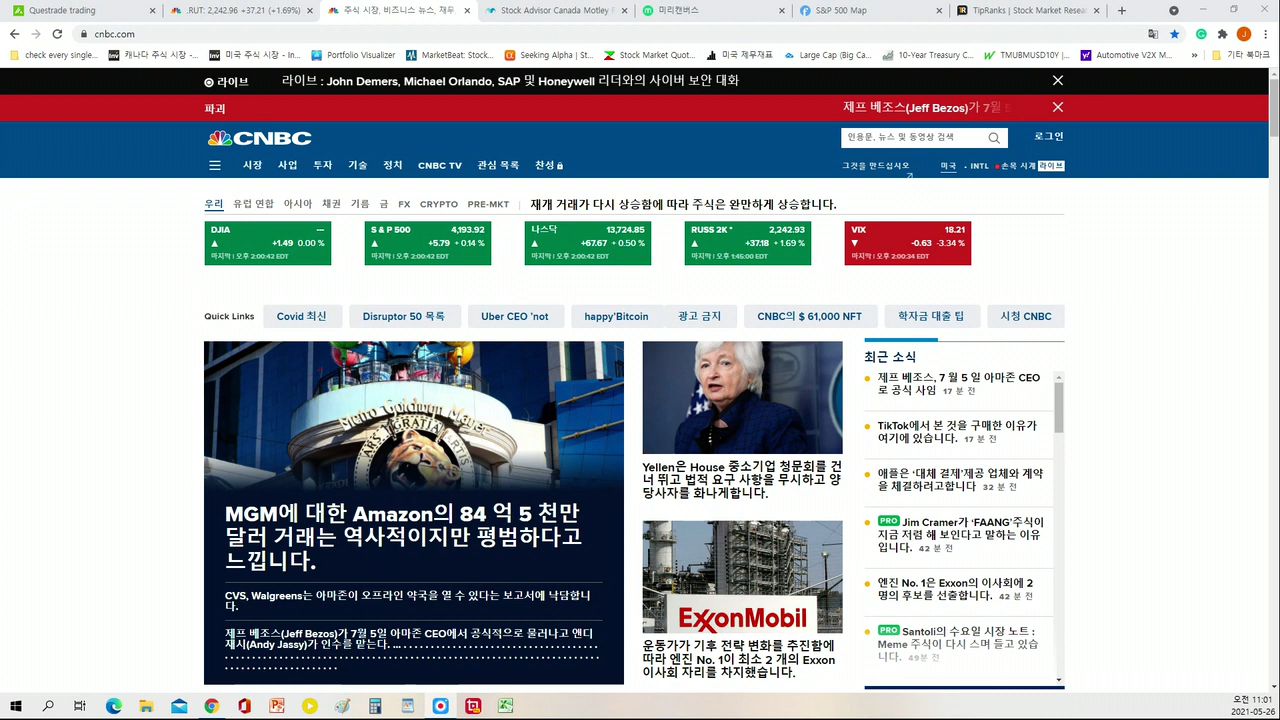 Questrade trading
.RUT: 2,242.96 +37.21 (+1.69%)
주식 시장, 비즈니스 뉴스, 재무
Stock Advisor Canada Motley F
미리캔버스
S&P 500 Map
TipRanks | Stock Market Resea
cnbc.com
check every single...
캐나다 주식 시장 -...
미국 주식 시장 - In...
Portfolio Visualizer
MarketBeat: Stock...
Seeking Alpha | St...
Stock Market Quot...
미국 재무제표
Large Cap (Big Ca...
10-Year Treasury C...
TMUBMUSD10Y |...
Automotive V2X M...
»
기타 북마크
라이브
라이브 : John Demers, Michael Orlando, SAP 및 Honeywell 리더와의 사이버 보안 대화
파괴
제프 베조스(Jeff Bezos)가 7월 5
CNBC
인용문, 뉴스 및 동영상 검색
로그인
시장 사업 투자 기술 정치 CNBC TV 관심 목록 찬성
그것을 만드십시오
미국 • INTL 손목 시계 라이브
우리 유럽 연합 아시아 채권 기름 금 FX CRYPTO PRE-MKT | 재개 거래가 다시 상승함에 따라 주식은 완만하게 상승합니다.
DJIA ---
▲ +1.49 0.00 %
마지막 | 오후 2:00:42 EDT
S & P 500 4,193.92
▲ +5.79 + 0.14 %
마지막 | 오후 2:00:42 EDT
나스닥 13,724.85
▲ +67.67 + 0.50 %
마지막 | 오후 2:00:42 EDT
RUSS 2K * 2,242.93
▲ +37.18 + 1.69 %
마지막 | 오후 1:45:00 EDT
VIX 18.21
▼ -0.63 -3.34 %
마지막 | 오후 2:00:34 EDT
Quick Links
Covid 최신
Disruptor 50 목록
Uber CEO 'not
happy'Bitcoin
광고 금지
CNBC의 $ 61,000 NFT
학자금 대출 팁
시청 CNBC
Metro Goldwyn Mayer
ARS GRATIA ARTIS
MGM에 대한 Amazon의 84 억 5 천만
달러 거래는 역사적이지만 평범하다고
느낍니다.
CVS, Walgreens는 아마존이 오프라인 약국을 열 수 있다는 보고서에 낙담합니
다.
제프 베조스(Jeff Bezos)가 7월 5일 아마존 CEO에서 공식적으로 물러나고 앤디
재시(Andy Jassy)가 인수를 맡는다. ...
Yellen은 House 중소기업 청문회를 건
너 뛰고 법적 요구 사항을 무시하고 양
당사자를 화나게합니다.
ExxonMobil
운동가가 기후 전략 변화를 추진함에
따라 엔진 No. 1이 최소 2 개의 Exxon
이사회 자리를 차지했습니다.
최근 소식
제프 베조스, 7 월 5 일 아마존 CEO
로 공식 사임 17 분 전
TikTok에서 본 것을 구매한 이유가
여기에 있습니다. 17 분 전
애플은 '대체 결제'제공 업체와 계약
을 체결하려고합니다 32 분 전
PRO Jim Cramer가 'FAANG'주식이
지금 저렴 해 보인다고 말하는 이유
입니다. 42 분 전
엔진 No. 1은 Exxon의 이사회에 2
명의 후보를 선출합니다. 42 분 전
PRO Santoli의 수요일 시장 노트 :
Meme 주식이 다시 스며 들고 있습
니다. 49분 전
오전 11:01
2021-05-26